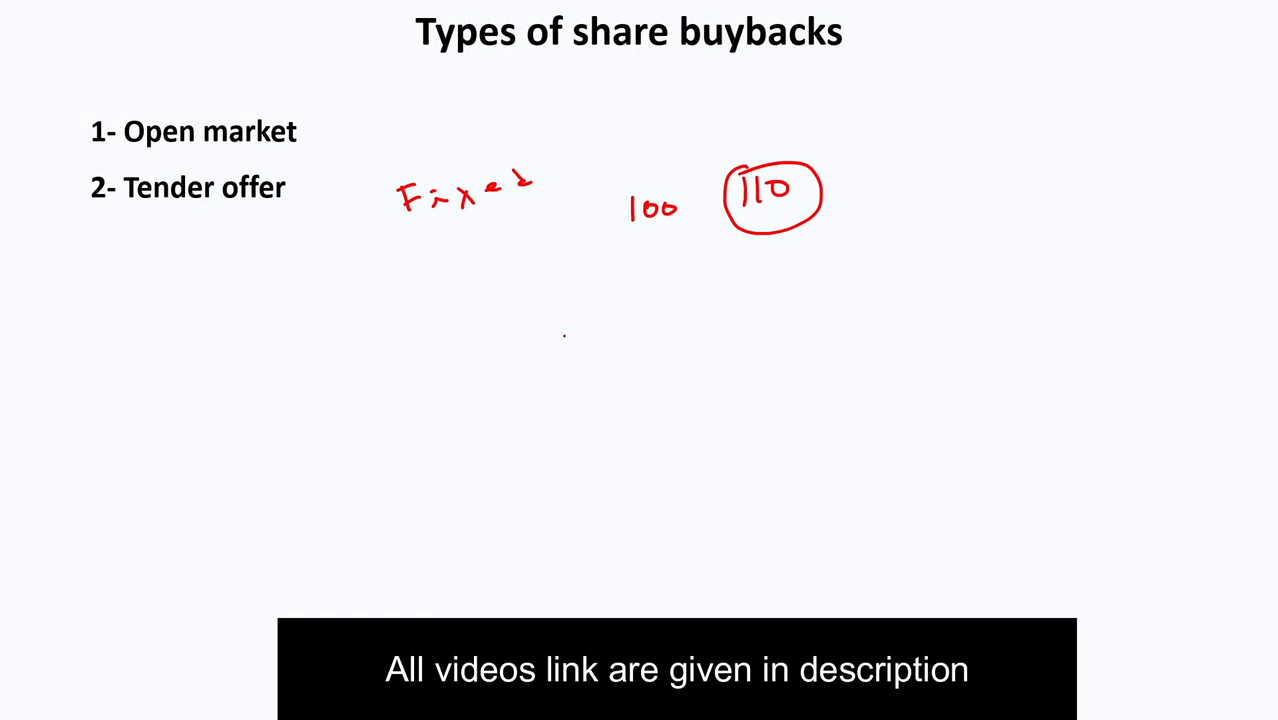 Types of share buybacks
1- Open market
2- Tender offer Fixed 100 110
All videos link are given in description